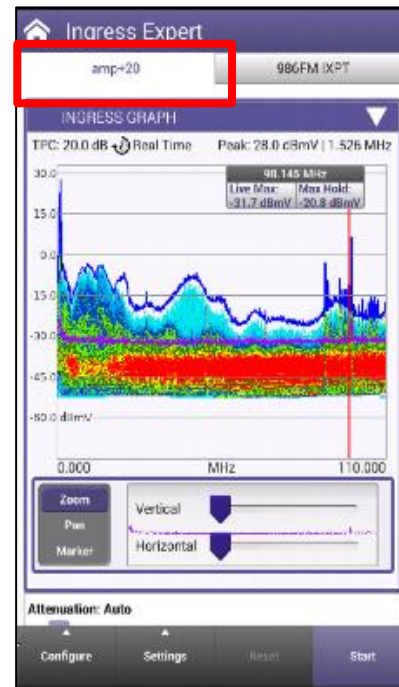 Ingress Expert
amp+20
986FM IXPT
INGRESS GRAPH
TPC: 20.0 dB Real Time Peak: 28.0 dBmV | 1.526 MHz
98.145 MHz
Live Max: Max Hold:
-31.7 dBmV -20.8 dBmV
30.0
15.0
0.0
-15.0
-30.0
-45.0
-60.0 dBmV
0.000 MHz 110.000
Zoom
Pan
Marker
Vertical
Horizontal
Attenuation: Auto
Configure Settings Reset Start